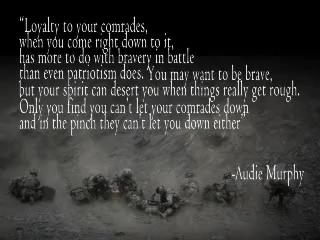 "Loyalty to your comrades,
when you come right down to it,
has more to do with bravery in battle
than even patriotism does. You may want to be brave,
but your spirit can desert you when things really get rough.
Only you find you can't let your comrades down
and in the pinch they can't let you down either"
-Audie Murphy